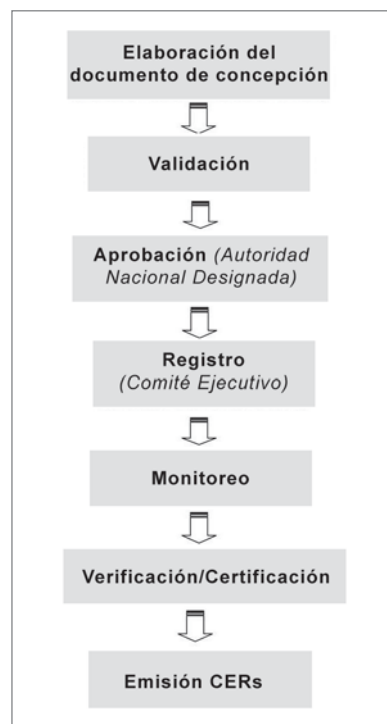 Elaboración del
documento de concepción
Validación
Aprobación (Autoridad
Nacional Designada)
Registro
(Comité Ejecutivo)
Monitoreo
Verificación/Certificación
Emisión CERs